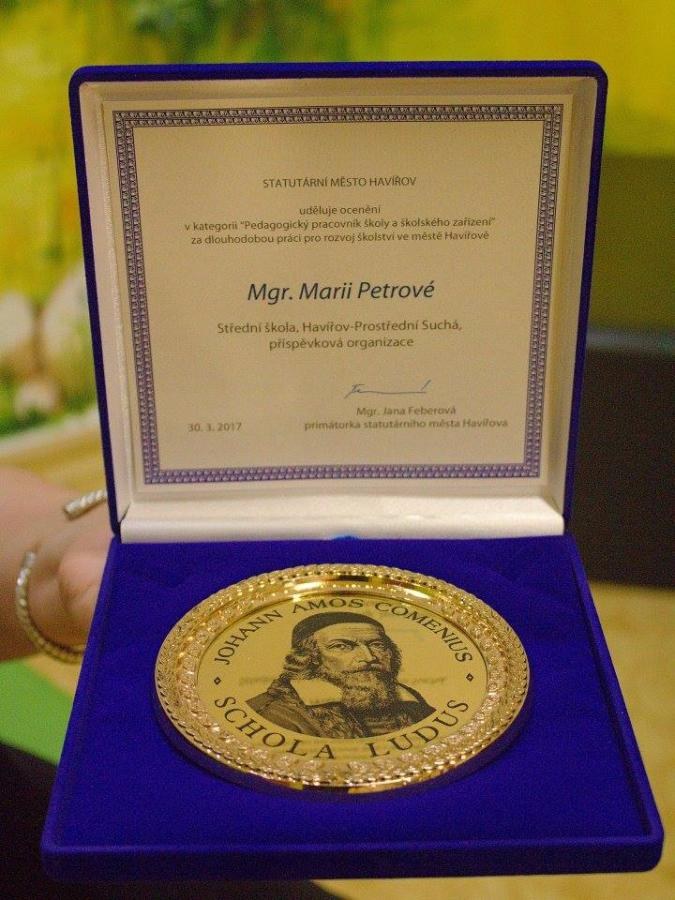 STATUTÁRNÍ MĚSTO HAVÍŘOV
uděluje ocenění
v kategorii "Pedagogický pracovník školy a školského zařízení"
za dlouhodobou práci pro rozvoj školství ve městě Havířově
Mgr. Marii Petrové
Střední škola, Havířov-Prostřední Suchá,
příspěvková organizace
Mgr. Jana Feberová
30. 3. 2017 primátorka statutárního města Havířova
JOHANN AMOS COMENIUS
SCHOLA LUDUS